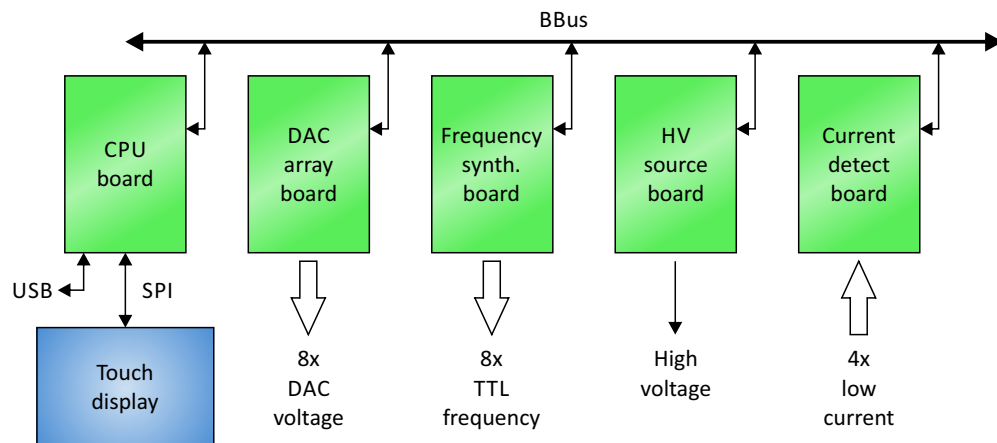 BBus
CPU
board
DAC
array
board
Frequency
synth.
board
HV
source
board
Current
detect
board
USB
SPI
Touch
display
8x
DAC
voltage
8x
TTL
frequency
High
voltage
4x
low
current